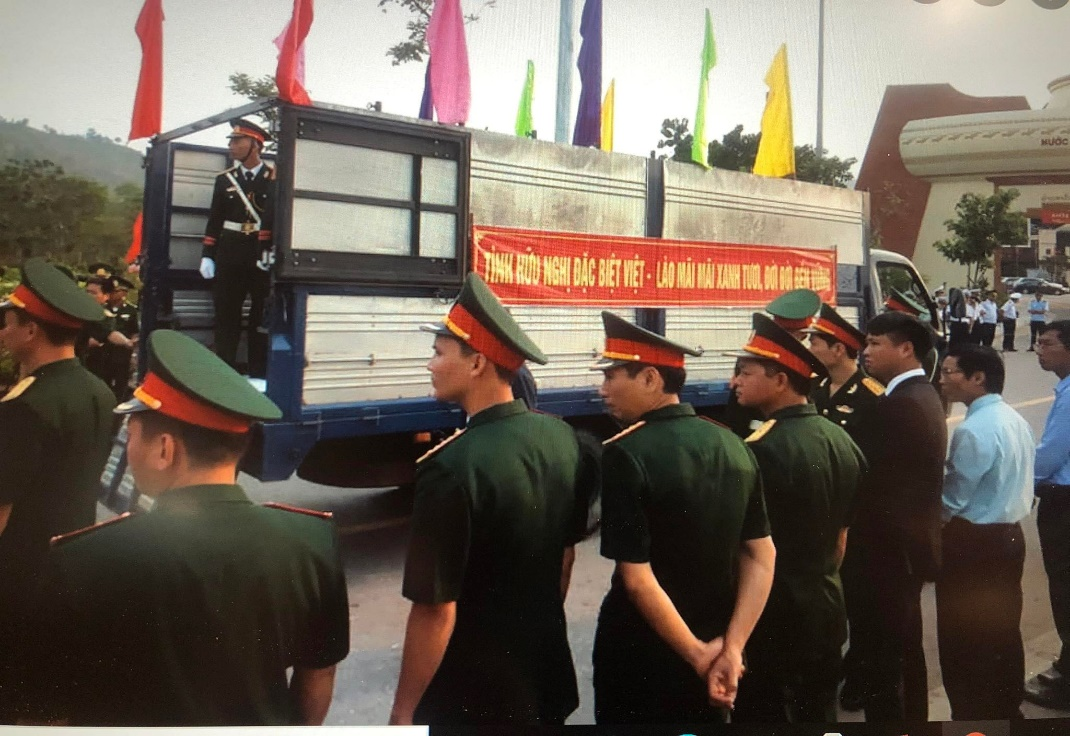 TÌNH HỮU NGHỊ ĐẶC BIỆT VIỆT - LÀO MÃI MÃI XANH TƯƠI, ĐỜI ĐỜI BỀN VỮNG
NƯỚC